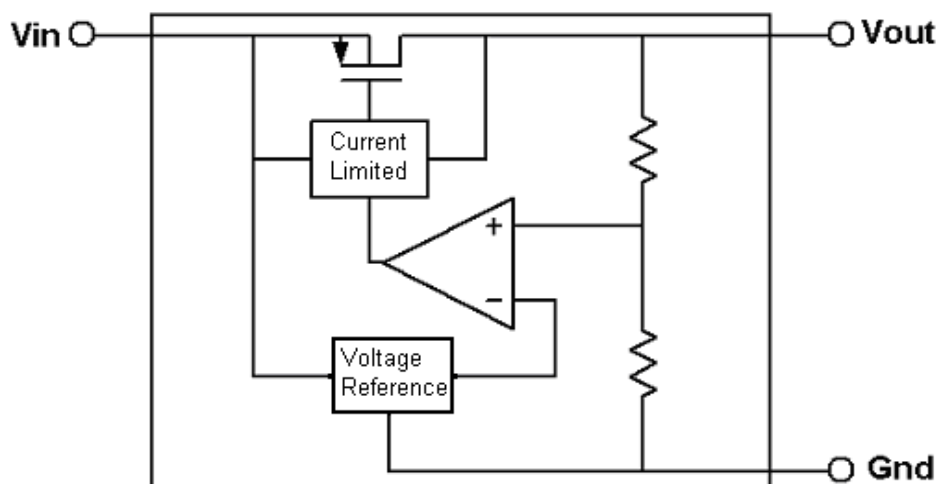 Vin
Vout
Current
Limited
+
−
Voltage
Reference
Gnd